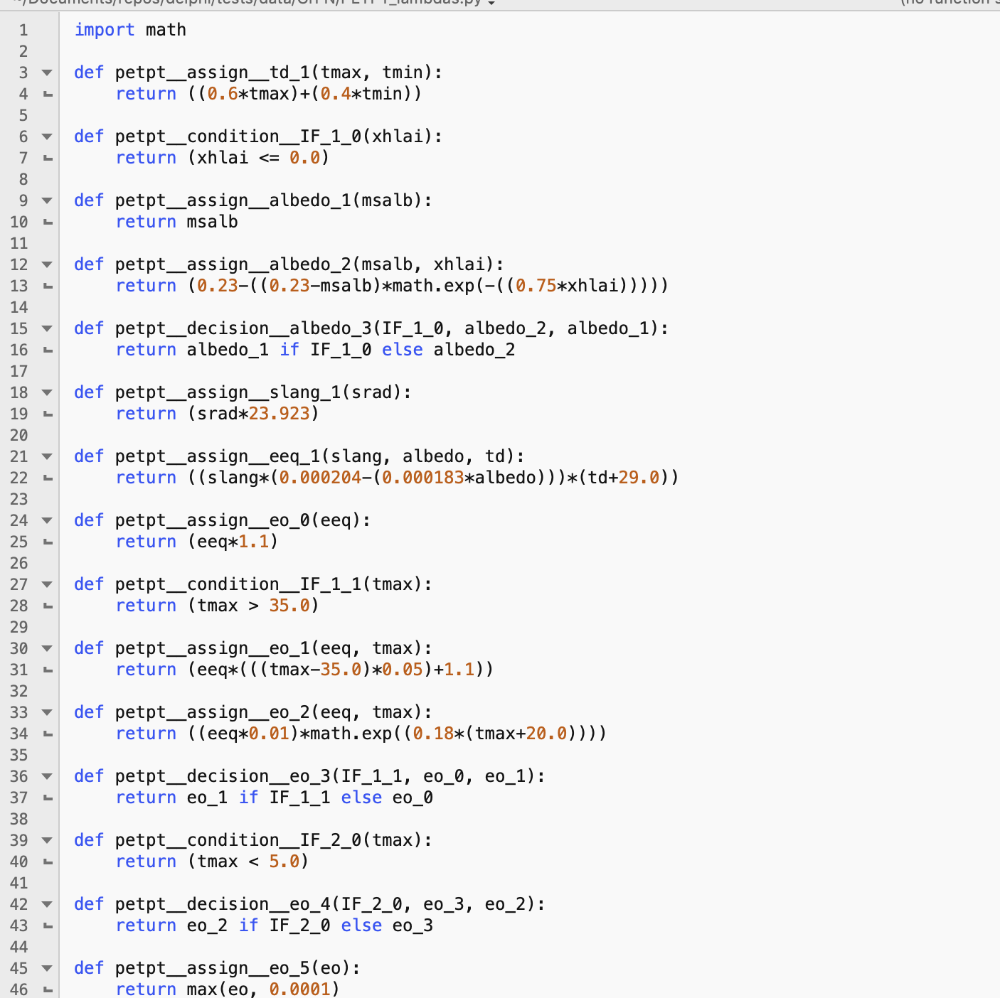 ~/Documents/repos/delphi/tests/data/GrFN/PETPT_lambdas.py
(no function s
1 import math
2
3 def petpt__assign__td_1(tmax, tmin):
4     return ((0.6*tmax)+(0.4*tmin))
5
6 def petpt__condition__IF_1_0(xhlai):
7     return (xhlai <= 0.0)
8
9 def petpt__assign__albedo_1(msalb):
10     return msalb
11
12 def petpt__assign__albedo_2(msalb, xhlai):
13     return (0.23-((0.23-msalb)*math.exp(-((0.75*xhlai)))))
14
15 def petpt__decision__albedo_3(IF_1_0, albedo_2, albedo_1):
16     return albedo_1 if IF_1_0 else albedo_2
17
18 def petpt__assign__slang_1(srad):
19     return (srad*23.923)
20
21 def petpt__assign__eeq_1(slang, albedo, td):
22     return ((slang*(0.000204-(0.000183*albedo)))*(td+29.0))
23
24 def petpt__assign__eo_0(eeq):
25     return (eeq*1.1)
26
27 def petpt__condition__IF_1_1(tmax):
28     return (tmax > 35.0)
29
30 def petpt__assign__eo_1(eeq, tmax):
31     return (eeq*(((tmax-35.0)*0.05)+1.1))
32
33 def petpt__assign__eo_2(eeq, tmax):
34     return ((eeq*0.01)*math.exp((0.18*(tmax+20.0))))
35
36 def petpt__decision__eo_3(IF_1_1, eo_0, eo_1):
37     return eo_1 if IF_1_1 else eo_0
38
39 def petpt__condition__IF_2_0(tmax):
40     return (tmax < 5.0)
41
42 def petpt__decision__eo_4(IF_2_0, eo_3, eo_2):
43     return eo_2 if IF_2_0 else eo_3
44
45 def petpt__assign__eo_5(eo):
46     return max(eo, 0.0001)